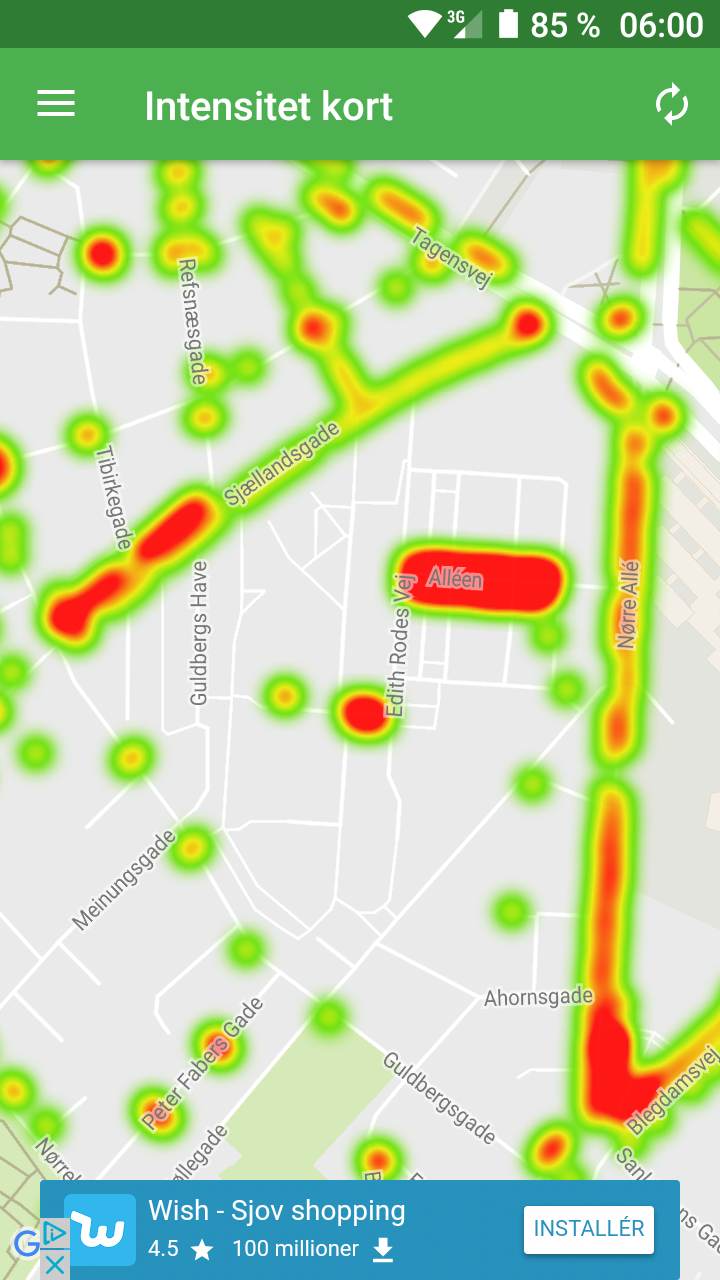 3G 85 % 06:00
Intensitet kort
Tagensvej
Refsnæsgade
Sjællandsgade
Tibirkegade
Alléen
Nørre Allé
Guldbergs Have
Edith Rodes Vej
Meinungsgade
Ahornsgade
Peter Fabers Gade
Guldbergsgade
Blegdamsvej
Wish - Sjov shopping
4.5 100 millioner
INSTALLÉR
G